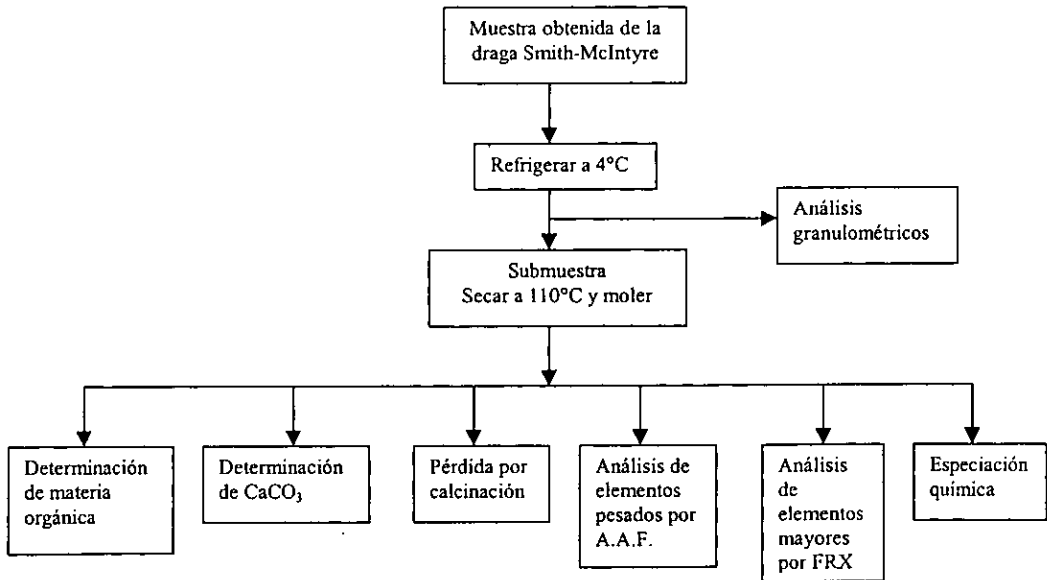 Muestra obtenida de la
draga Smith-McIntyre
Refrigerar a 4°C
Análisis
granulométricos
Submuestra
Secar a 110°C y moler
Determinación
de materia
orgánica
Determinación
de CaCO₃
Pérdida por
calcinación
Análisis de
elementos
pesados por
A.A.F.
Análisis
de
elementos
mayores
por FRX
Especiación
química